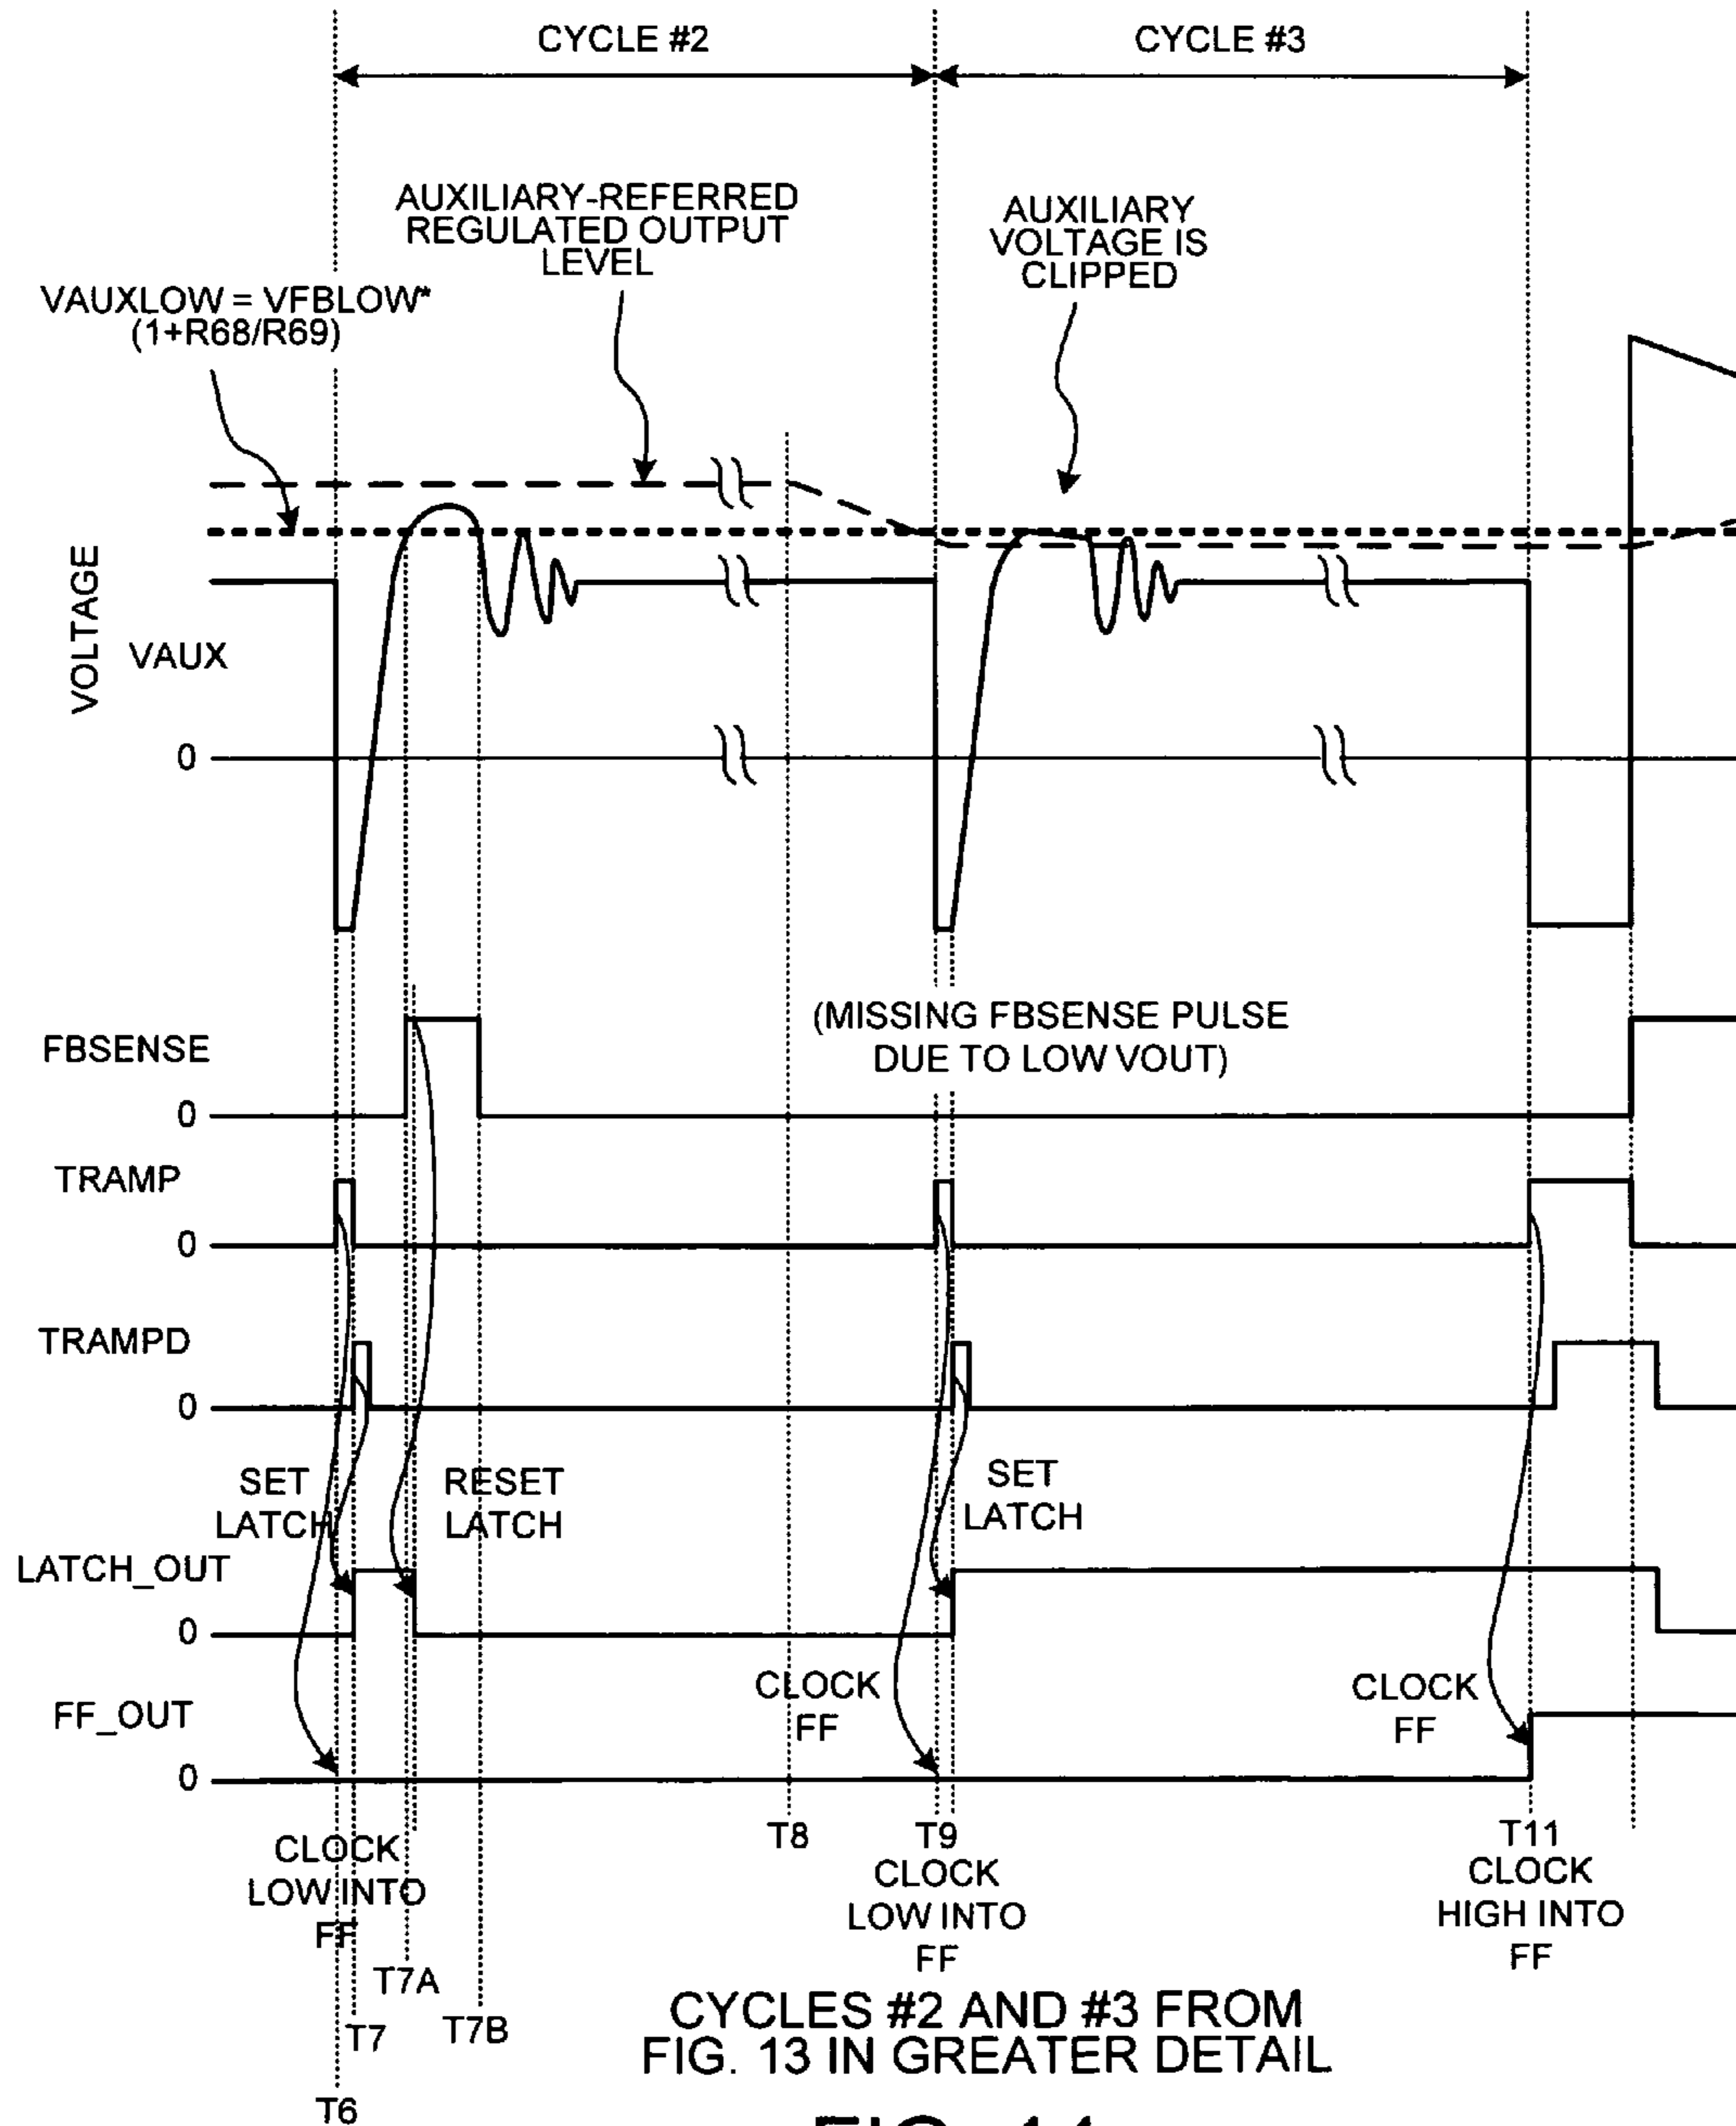 CYCLE #2
CYCLE #3
AUXILIARY-REFERRED
REGULATED OUTPUT
LEVEL
AUXILIARY
VOLTAGE IS
CLIPPED
VAUXLOW = VFBLOW*
(1+R68/R69)
VOLTAGE
VAUX
0
(MISSING FBSENSE PULSE
DUE TO LOW VOUT)
FBSENSE
0
TRAMP
0
TRAMPD
0
SET
LATCH
RESET
LATCH
SET
LATCH
LATCH_OUT
0
CLOCK
FF
CLOCK
FF
FF_OUT
0
T8
T9
T11
CLOCK
LOW INTO
FF
CLOCK
LOW INTO
FF
CLOCK
HIGH INTO
FF
T7A
T7
T7B
T6
CYCLES #2 AND #3 FROM
FIG. 13 IN GREATER DETAIL
FIG. 14